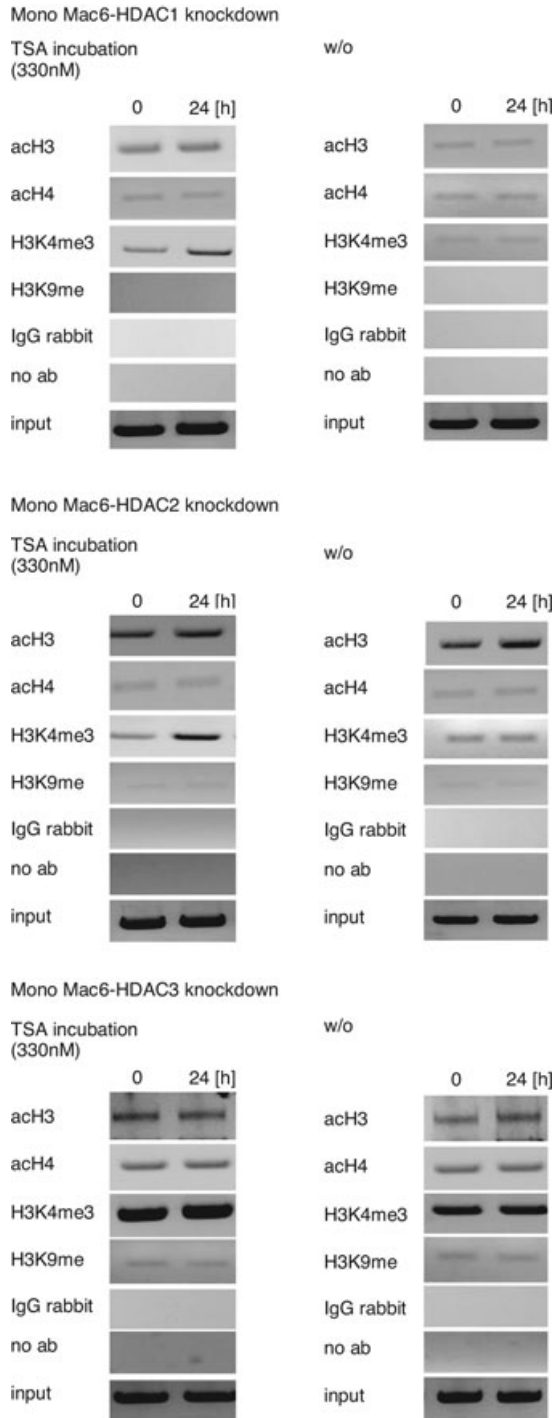 Mono Mac6-HDAC1 knockdown
TSA incubation
(330nM)
w/o
0 24 [h]
acH3
acH4
H3K4me3
H3K9me
IgG rabbit
no ab
input
0 24 [h]
acH3
acH4
H3K4me3
H3K9me
IgG rabbit
no ab
input
Mono Mac6-HDAC2 knockdown
TSA incubation
(330nM)
w/o
0 24 [h]
acH3
acH4
H3K4me3
H3K9me
IgG rabbit
no ab
input
0 24 [h]
acH3
acH4
H3K4me3
H3K9me
IgG rabbit
no ab
input
Mono Mac6-HDAC3 knockdown
TSA incubation
(330nM)
w/o
0 24 [h]
acH3
acH4
H3K4me3
H3K9me
IgG rabbit
no ab
input
0 24 [h]
acH3
acH4
H3K4me3
H3K9me
IgG rabbit
no ab
input